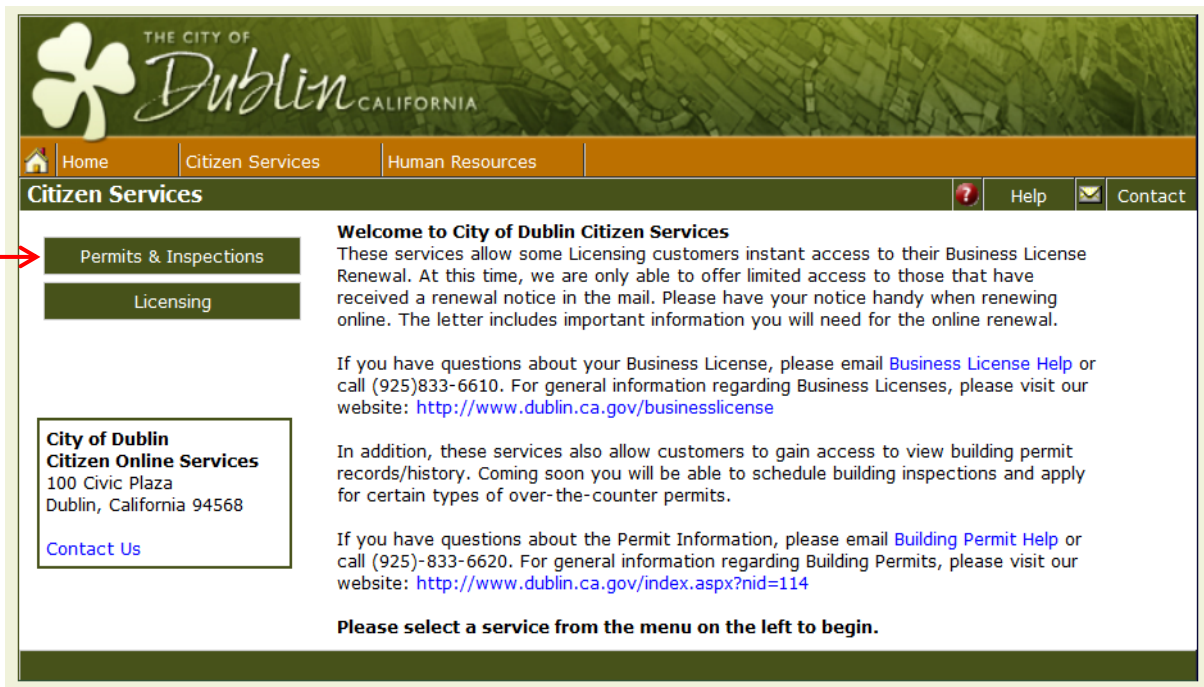 THE CITY OF
Dublin
CALIFORNIA
Home Citizen Services Human Resources
Citizen Services Help Contact
Permits & Inspections
Licensing
City of Dublin
Citizen Online Services
100 Civic Plaza
Dublin, California 94568
Contact Us
Welcome to City of Dublin Citizen Services
These services allow some Licensing customers instant access to their Business License
Renewal. At this time, we are only able to offer limited access to those that have
received a renewal notice in the mail. Please have your notice handy when renewing
online. The letter includes important information you will need for the online renewal.
If you have questions about your Business License, please email Business License Help or
call (925)833-6610. For general information regarding Business Licenses, please visit our
website: http://www.dublin.ca.gov/businesslicense
In addition, these services also allow customers to gain access to view building permit
records/history. Coming soon you will be able to schedule building inspections and apply
for certain types of over-the-counter permits.
If you have questions about the Permit Information, please email Building Permit Help or
call (925)-833-6620. For general information regarding Building Permits, please visit our
website: http://www.dublin.ca.gov/index.aspx?nid=114
Please select a service from the menu on the left to begin.